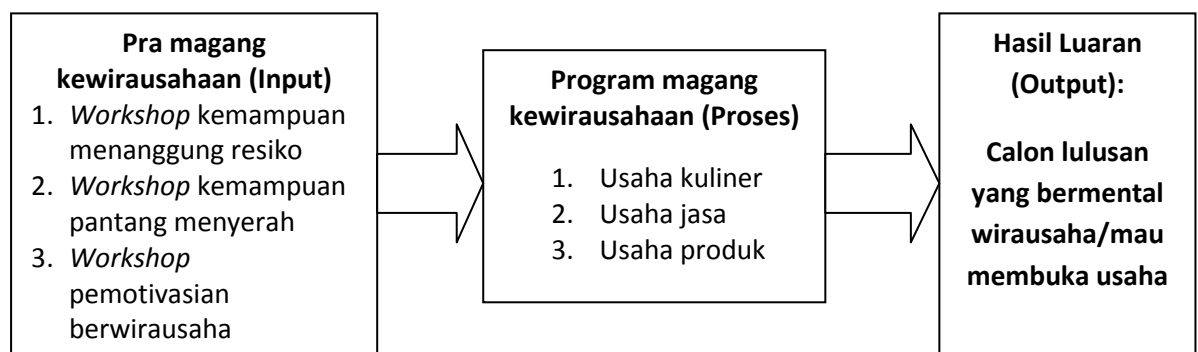 Pra magang
kewirausahaan (Input)
1. Workshop kemampuan
menanggung resiko
2. Workshop kemampuan
pantang menyerah
3. Workshop
pemotivasian
berwirausaha
Program magang
kewirausahaan (Proses)
1. Usaha kuliner
2. Usaha jasa
3. Usaha produk
Hasil Luaran
(Output):
Calon lulusan
yang bermental
wirausaha/mau
membuka usaha